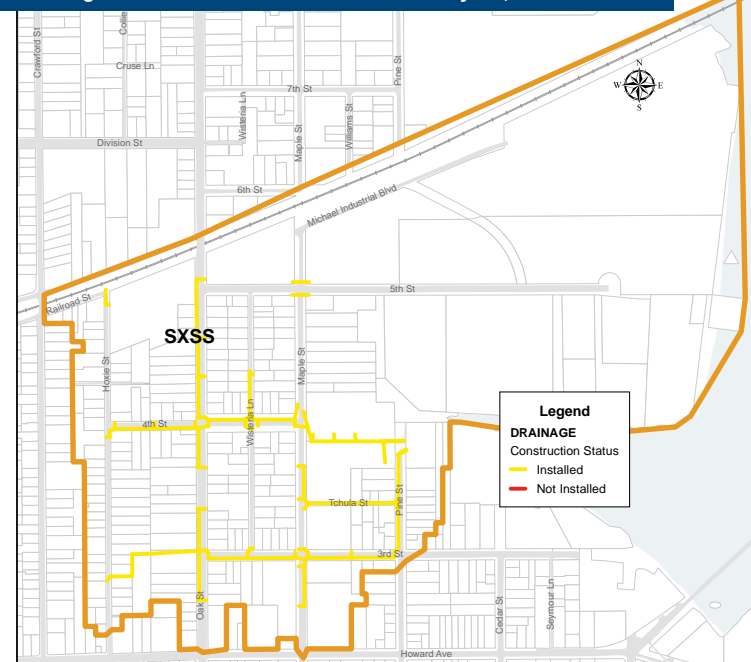 Crawford St
Collie
Cruse Ln
Pine St
7th St
Wisteria Ln
Maple St
Williams St
N
W
E
S
Division St
6th St
Michael Industrial Blvd
5th St
Railroad St
SXSS
Hoxie St
Maple St
Wisteria Ln
4th St
Legend
DRAINAGE
Construction Status
Installed
Not Installed
Tchula St
Pine St
3rd St
Oak St
Cedar St
Seymour Ln
Howard Ave